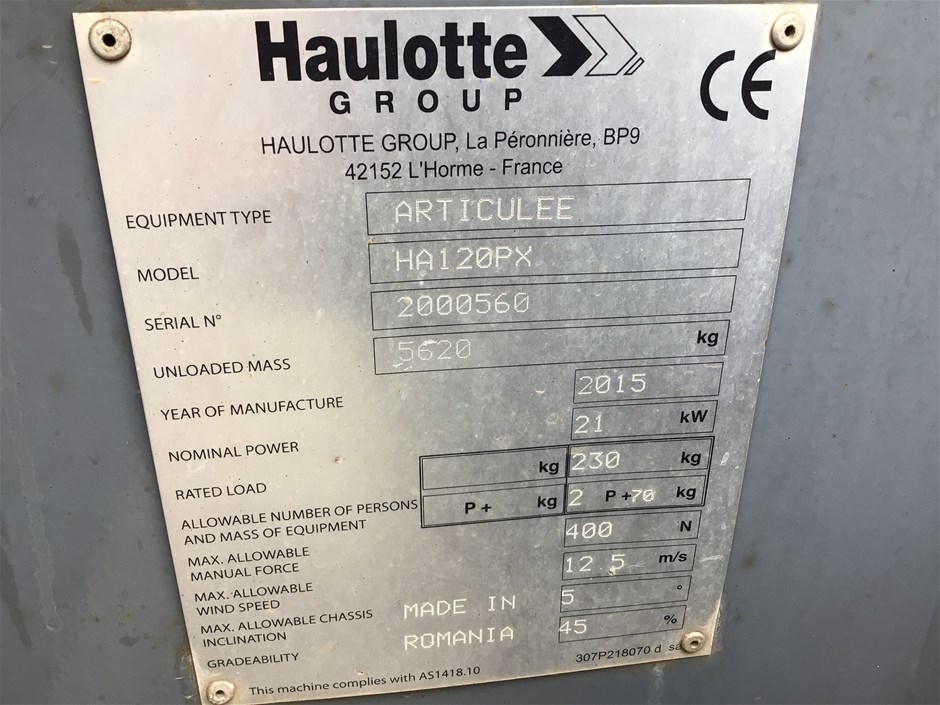 Haulotte
GROUP
CE
HAULOTTE GROUP, La Péronnière, BP9
42152 L'Horme - France
EQUIPMENT TYPE ARTICULEE
MODEL HA120PX
SERIAL N° 2000560
UNLOADED MASS 5620 kg
YEAR OF MANUFACTURE 2015
NOMINAL POWER 21 kW
RATED LOAD kg 230 kg
ALLOWABLE NUMBER OF PERSONS
AND MASS OF EQUIPMENT P + kg 2 P +70 kg
MAX. ALLOWABLE
MANUAL FORCE 400 N
MAX. ALLOWABLE
WIND SPEED 12 5 m/s
MAX. ALLOWABLE CHASSIS
INCLINATION 5 °
GRADEABILITY 45 %
MADE IN
ROMANIA
307P218070 d
This machine complies with AS1418.10